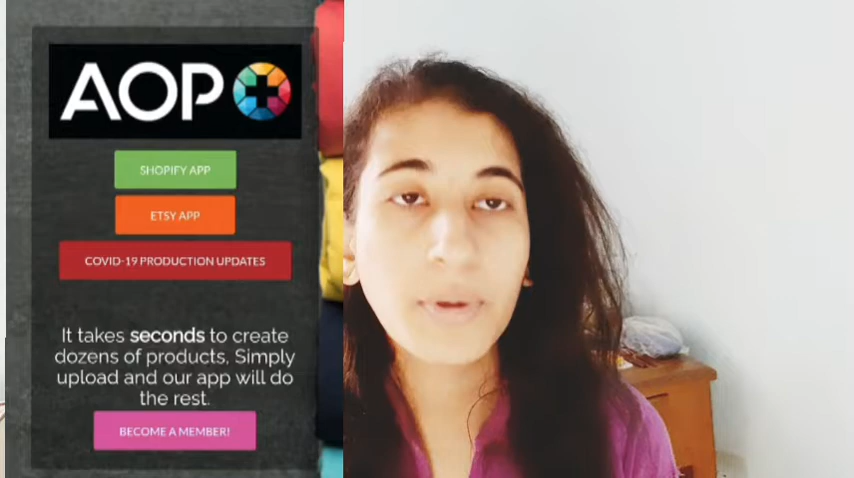 AOP+
SHOPIFY APP
ETSY APP
COVID-19 PRODUCTION UPDATES
It takes seconds to create
dozens of products, Simply
upload and our app will do
the rest.
BECOME A MEMBER!